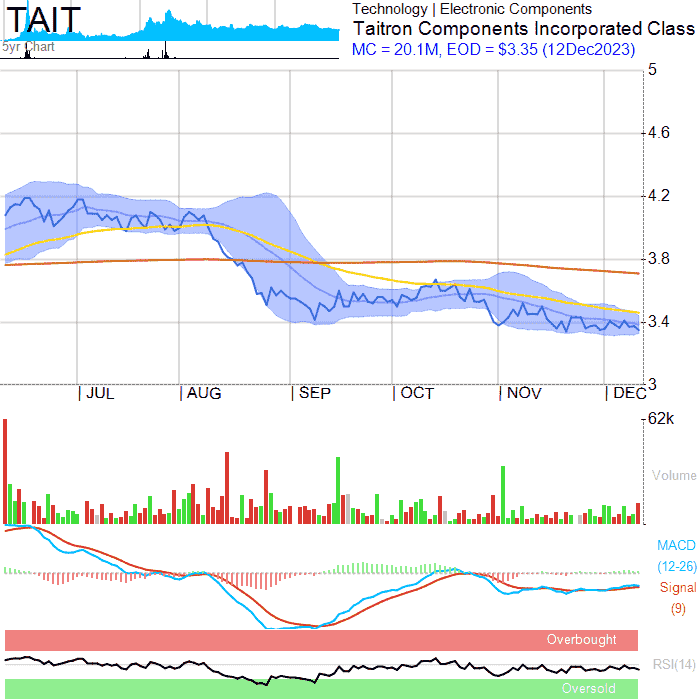 TAIT
5yr Chart
Technology | Electronic Components
Taitron Components Incorporated Class
MC = 20.1M, EOD = $3.35 (12Dec2023)
5
4.6
4.2
3.8
3.4
3
| JUL | AUG | SEP | OCT | NOV | DEC
62k
Volume
MACD
(12-26)
Signal
(9)
Overbought
RSI(14)
Oversold